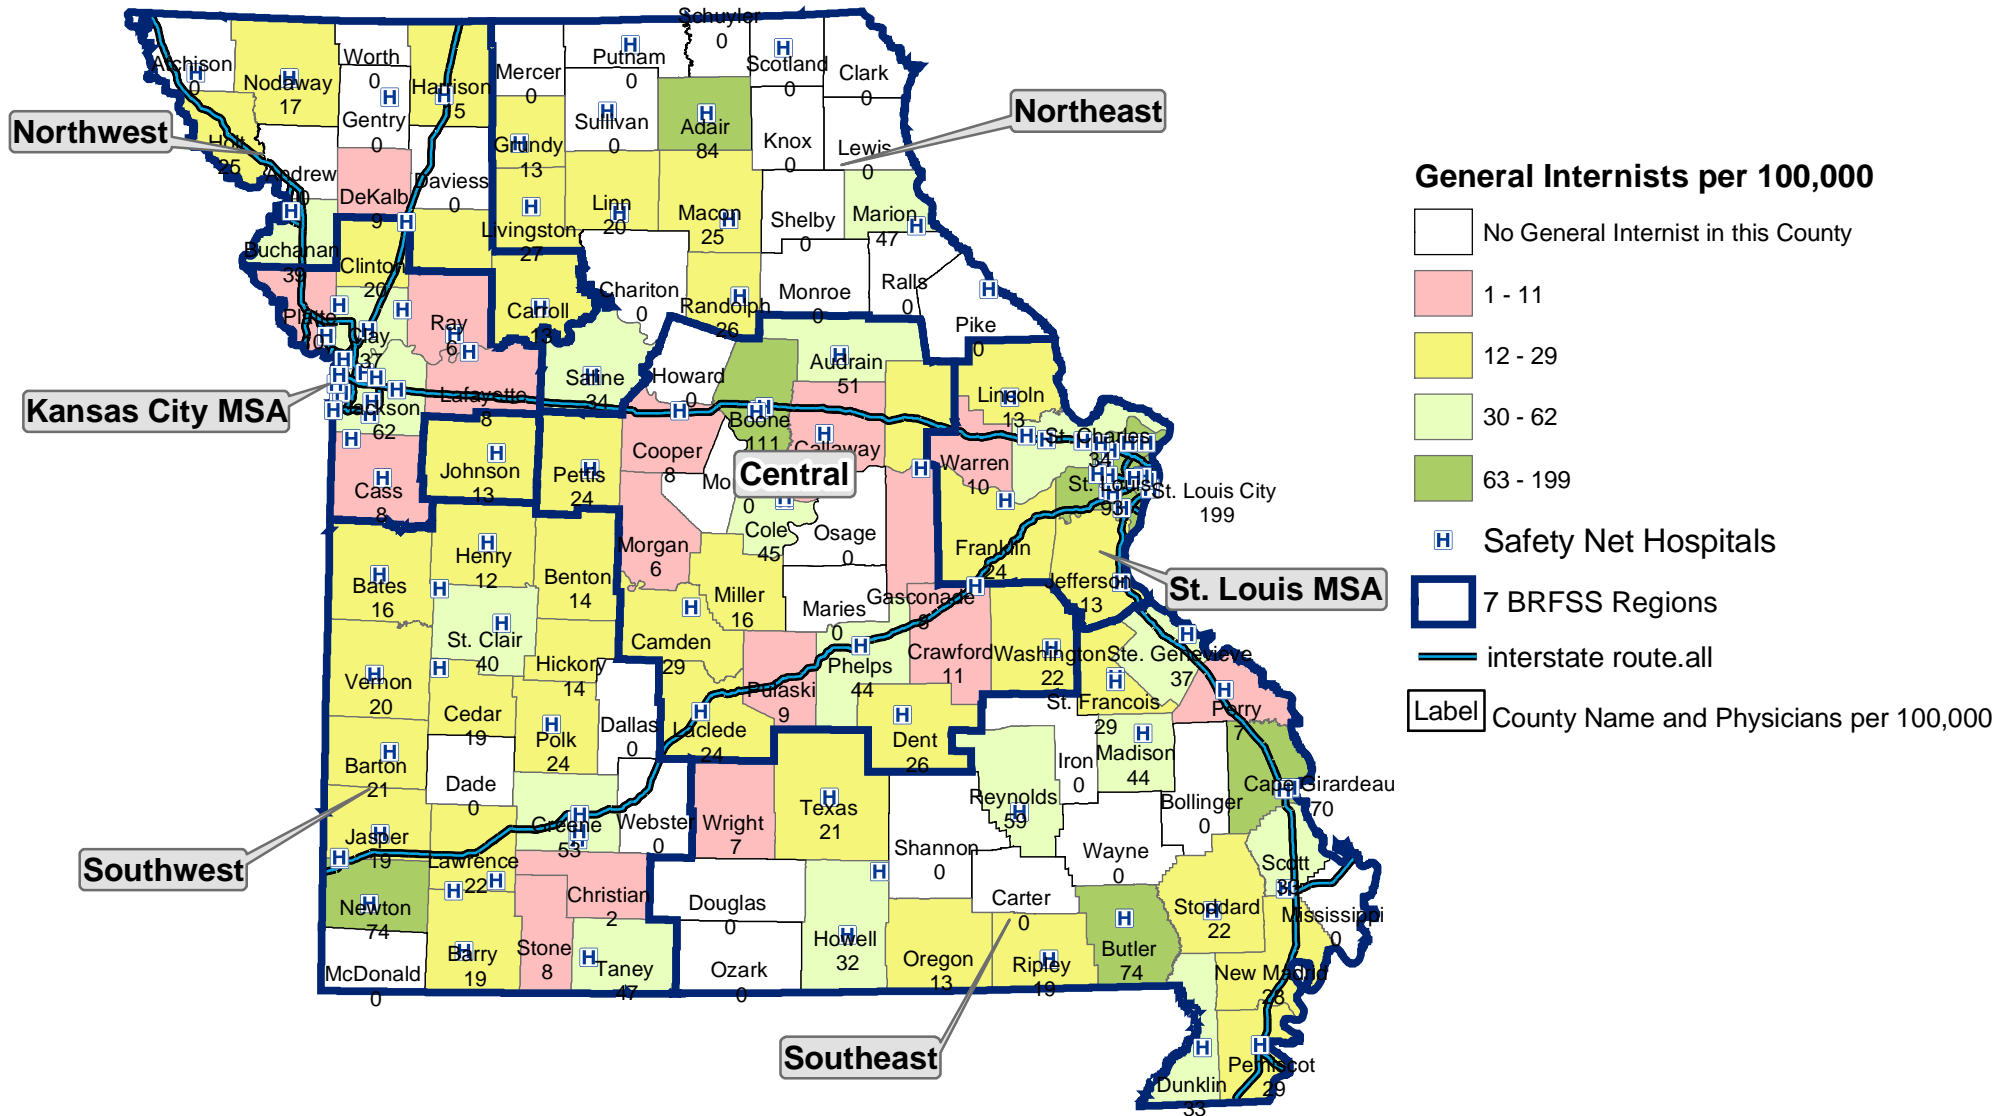 Schuyler
0
Putnam
0
Scotland
0
Clark
0
Mercer
0
Worth
0
Atchison
0
Nodaway
17
Harrison
15
Gentry
0
Sullivan
0
Adair
84
Knox
0
Lewis
0
Northeast
Northwest
Holt
25
Grundy
13
Andrew
0
DeKalb
9
Daviess
0
Linn
20
Macon
25
Shelby
0
Marion
47
Livingston
27
Buchanan
39
Clinton
20
Chariton
0
Randolph
26
Monroe
0
Ralls
0
Carroll
13
Pike
0
Platte
10
Clay
37
Ray
6
Howard
0
Audrain
51
Saline
34
Lafayette
8
Lincoln
13
Kansas City MSA
Jackson
62
Boone
111
Callaway
St. Charles
34
Cooper
8
Warren
10
Johnson
13
Pettis
24
Central
Cass
8
Mo
0
St. Louis
93
St. Louis City
199
Cole
45
Osage
0
Morgan
6
Franklin
24
Henry
12
Benton
14
Bates
16
Miller
16
Maries
0
Gasconade
8
Jefferson
13
St. Louis MSA
St. Clair
40
Camden
29
Phelps
44
Crawford
11
Washington
22
Ste. Genevieve
37
Hickory
14
Vernon
20
Pulaski
9
St. Francois
29
Perry
7
Cedar
19
Polk
24
Dallas
0
Laclede
24
Dent
26
Iron
0
Madison
44
Barton
21
Dade
0
Reynolds
59
Bollinger
0
Cape Girardeau
70
Texas
21
Wright
7
Webster
0
Greene
53
Jasper
19
Lawrence
22
Shannon
0
Wayne
0
Scott
33
Southwest
Newton
74
Christian
2
Douglas
0
Carter
0
Stoddard
22
Mississippi
0
Howell
32
Barry
19
Stone
8
Taney
47
Ozark
0
Oregon
13
Ripley
19
Butler
74
McDonald
0
New Madrid
28
Southeast
Pemiscot
29
Dunklin
33
General Internists per 100,000
No General Internist in this County
1 - 11
12 - 29
30 - 62
63 - 199
H Safety Net Hospitals
7 BRFSS Regions
interstate route.all
Label County Name and Physicians per 100,000